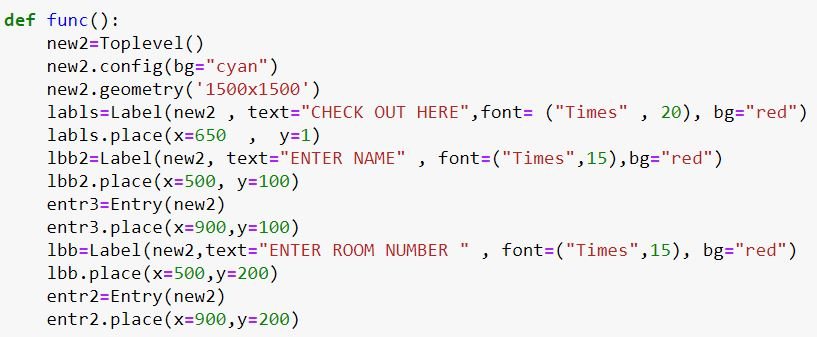 def func():
    new2=Toplevel()
    new2.config(bg="cyan")
    new2.geometry('1500x1500')
    labls=Label(new2 , text="CHECK OUT HERE",font= ("Times" , 20), bg="red")
    labls.place(x=650  ,  y=1)
    lbb2=Label(new2, text="ENTER NAME" , font=("Times",15),bg="red")
    lbb2.place(x=500, y=100)
    entr3=Entry(new2)
    entr3.place(x=900,y=100)
    lbb=Label(new2,text="ENTER ROOM NUMBER " , font=("Times",15), bg="red")
    lbb.place(x=500,y=200)
    entr2=Entry(new2)
    entr2.place(x=900,y=200)